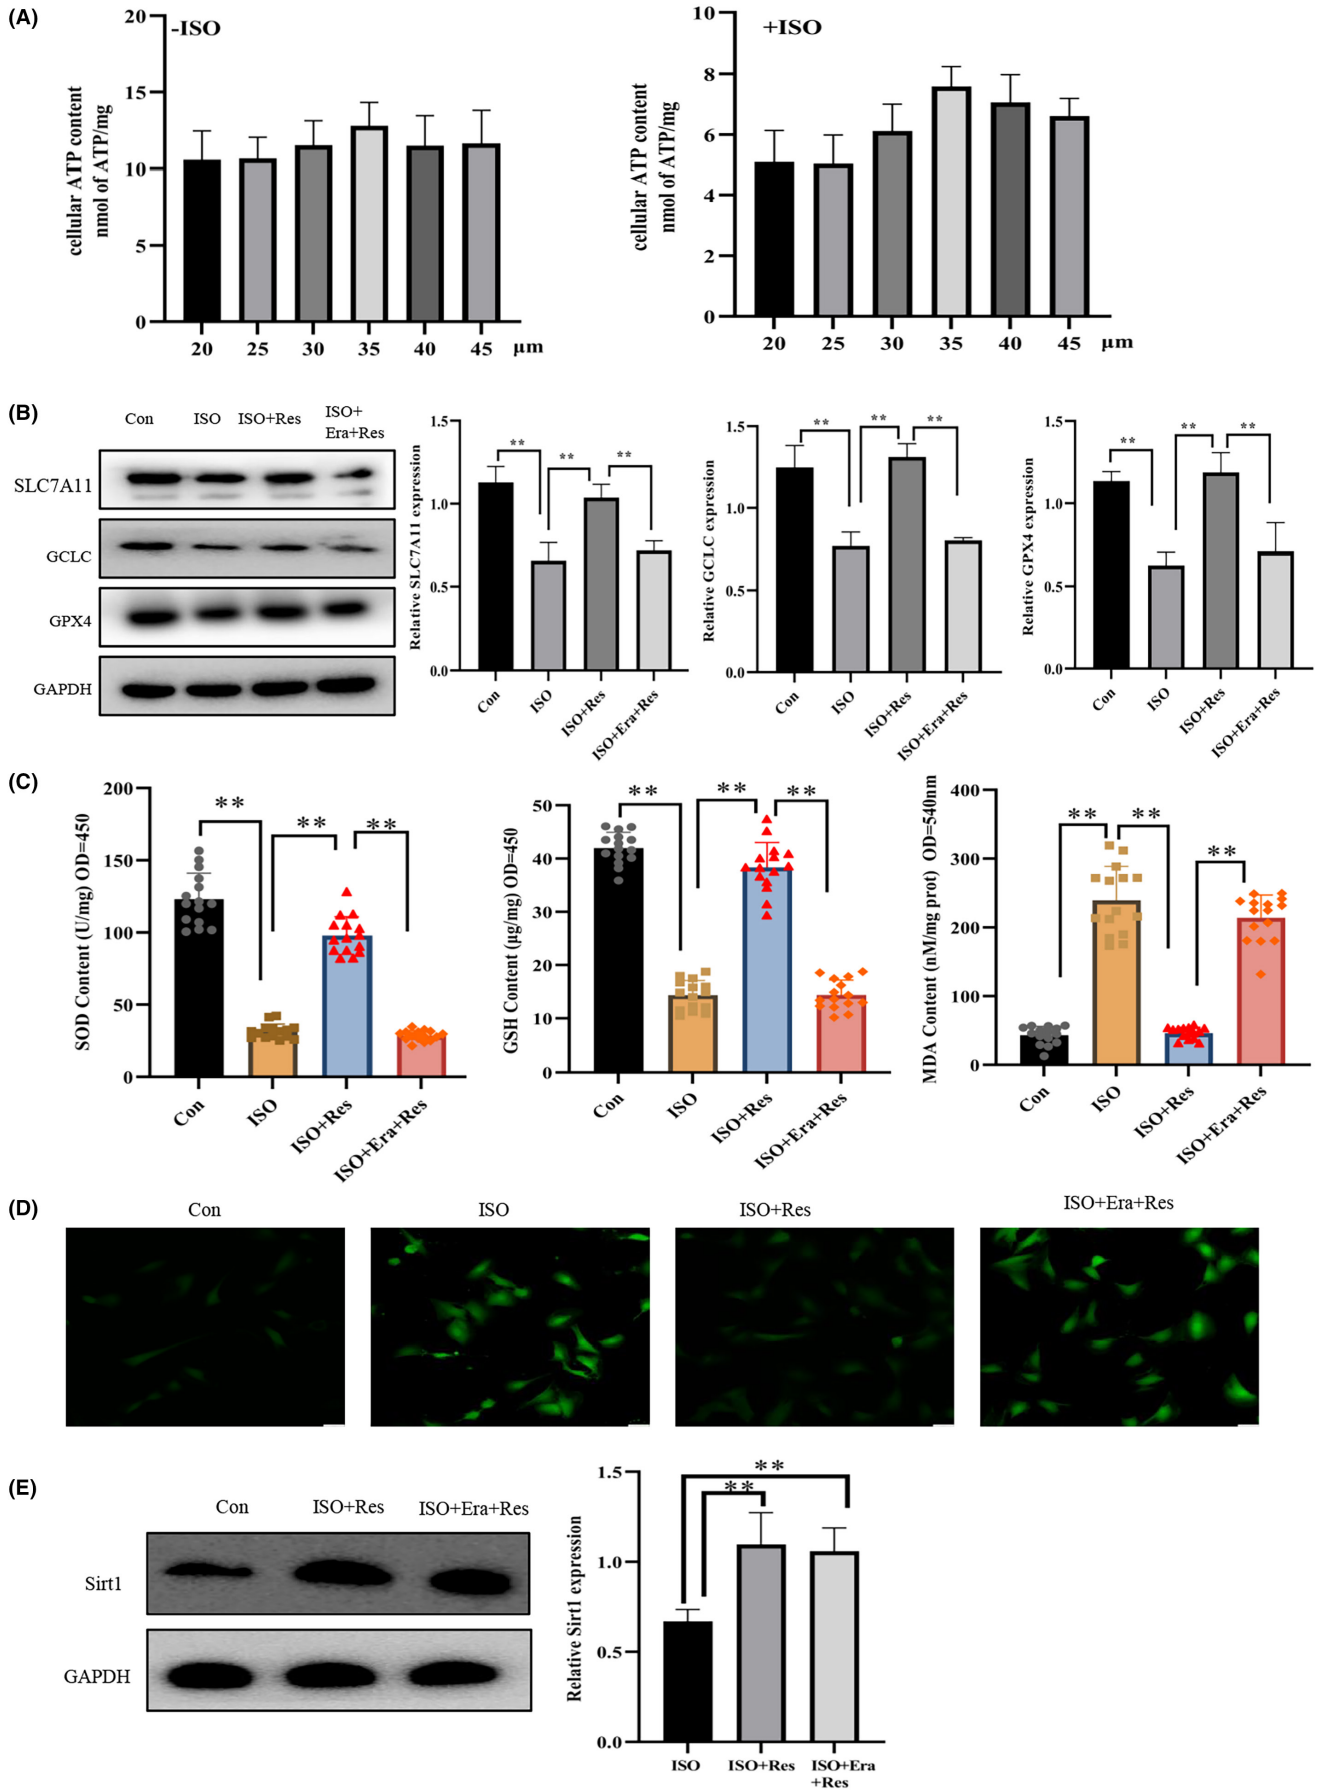 (A)
-ISO
cellular ATP content
nmol of ATP/mg
20
15
10
5
0
20 25 30 35 40 45 μm
+ISO
cellular ATP content
nmol of ATP/mg
10
8
6
4
2
0
20 25 30 35 40 45 μm
(B)
Con ISO ISO+Res ISO+
Era+Res
SLC7A11
GCLC
GPX4
GAPDH
Relative SLC7A11 expression
1.5
1.0
0.5
0.0
** ** **
Con ISO ISO+Res ISO+Era+Res
Relative GCLC expression
1.5
1.0
0.5
0.0
** ** **
Con ISO ISO+Res ISO+Era+Res
Relative GPX4 expression
1.5
1.0
0.5
0.0
** ** **
Con ISO ISO+Res ISO+Era+Res
(C)
SOD Content (U/mg) OD=450
200
150
100
50
0
** ** **
Con ISO ISO+Res ISO+Era+Res
GSH Content (μg/mg) OD=450
50
40
30
20
10
0
** ** **
Con ISO ISO+Res ISO+Era+Res
MDA Content (nM/mg prot) OD=540nm
400
300
200
100
0
** ** **
Con ISO ISO+Res ISO+Era+Res
(D)
Con ISO ISO+Res ISO+Era+Res
(E)
Con ISO+Res ISO+Era+Res
Sirt1
GAPDH
Relative Sirt1 expression
1.5
1.0
0.5
0.0
**
**
ISO ISO+Res ISO+Era
+Res